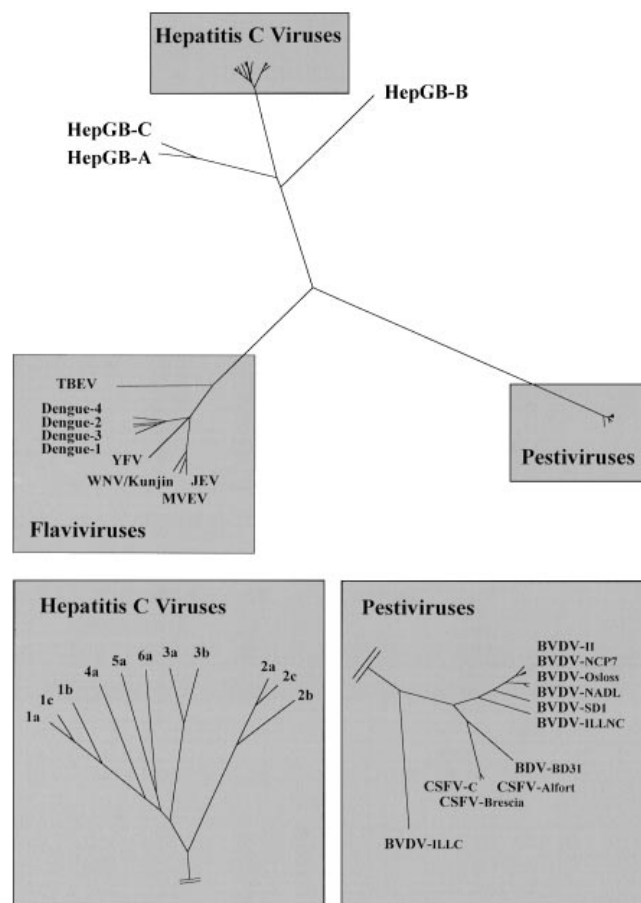 Hepatitis C Viruses
HepGB-B
HepGB-C
HepGB-A
TBEV
Dengue-4
Dengue-2
Dengue-3
Dengue-1
YFV
WNV/Kunjin
JEV
MVEV
Flaviviruses
Pestiviruses
Hepatitis C Viruses
1a
1c
1b
4a
5a
6a
3a
3b
2a
2c
2b
Pestiviruses
BVDV-II
BVDV-NCP7
BVDV-Osloss
BVDV-NADL
BVDV-SD1
BVDV-ILLNC
BDV-BD31
CSFV-C
CSFV-Alfort
CSFV-Brescia
BVDV-ILLC